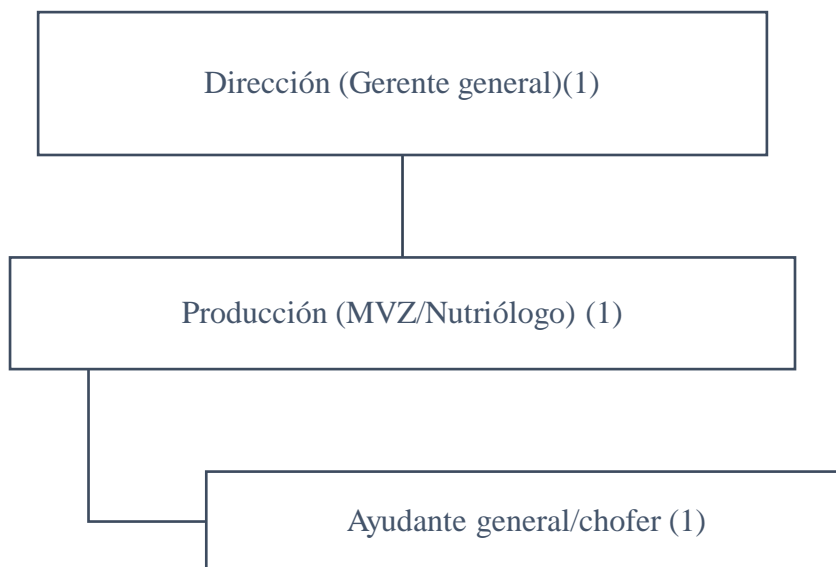 Dirección (Gerente general)(1)
Producción (MVZ/Nutriólogo) (1)
Ayudante general/chofer (1)